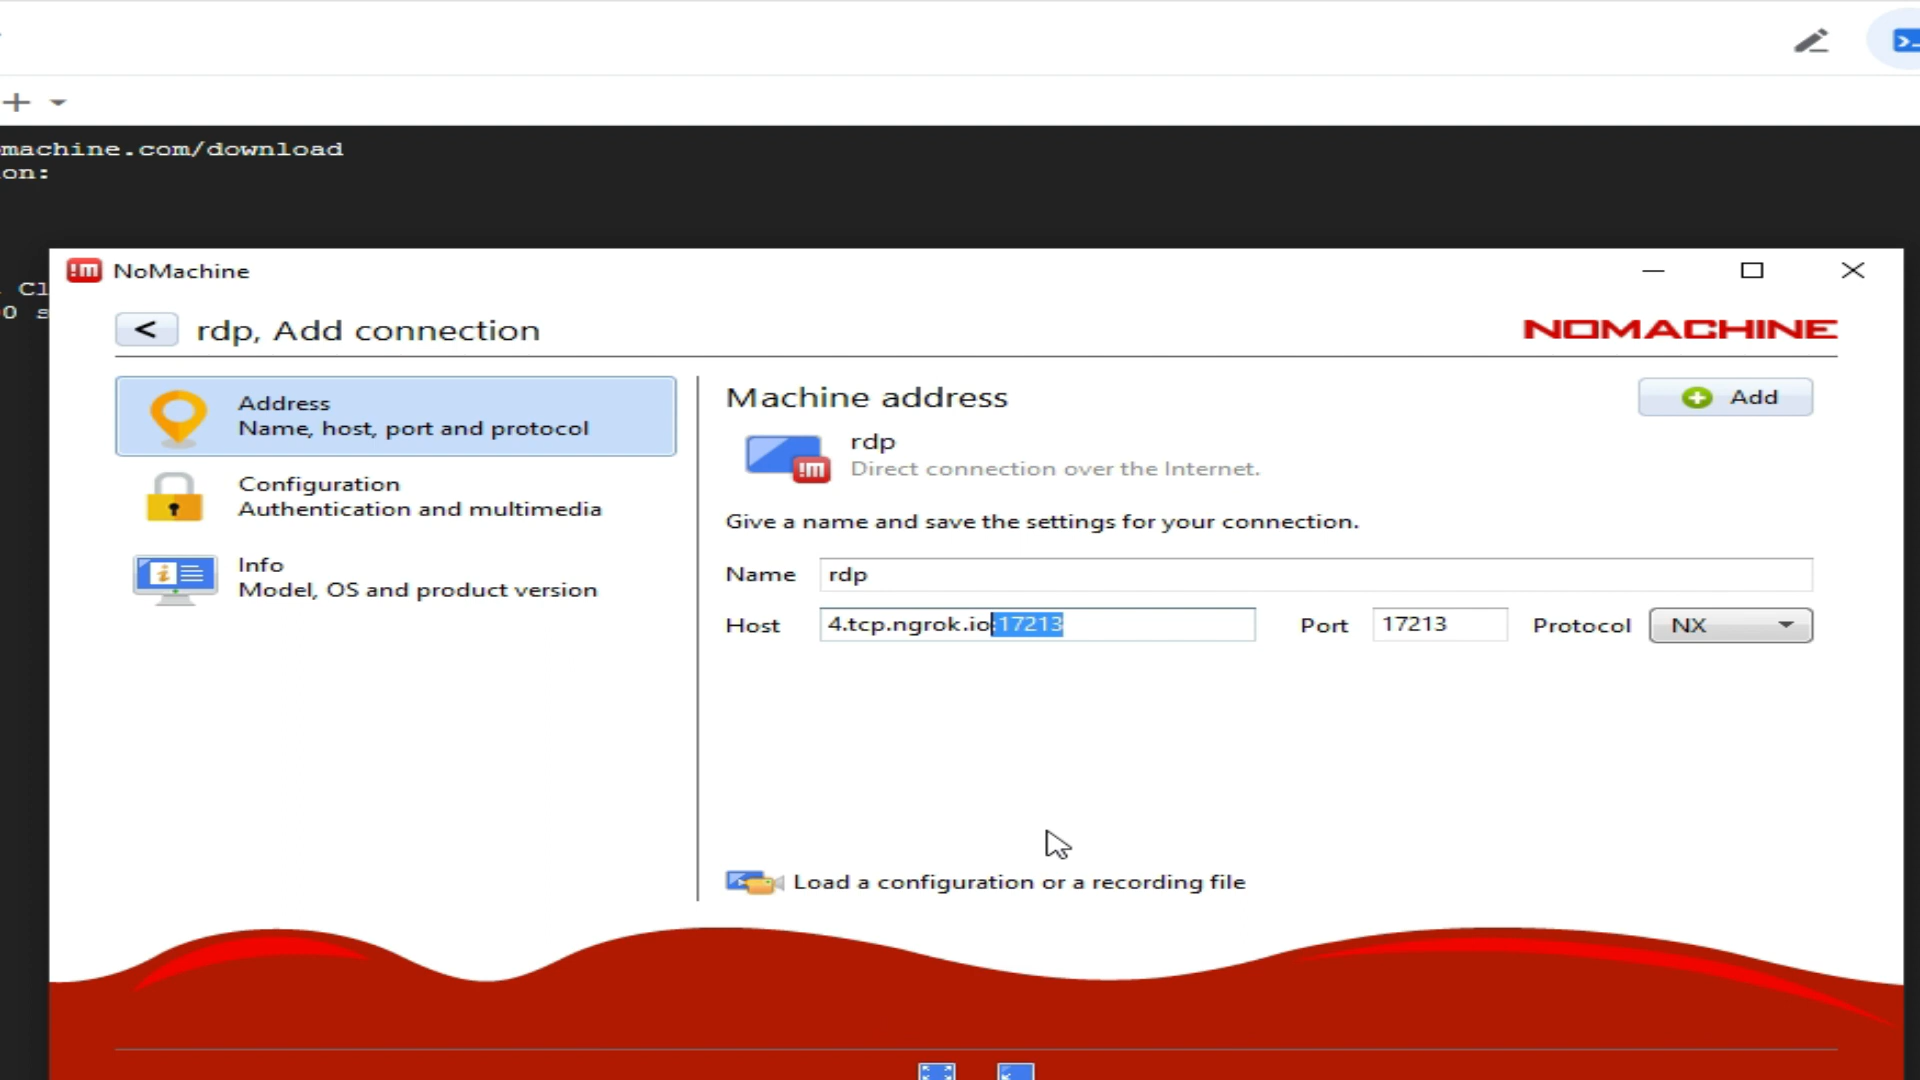 machine.com/download
on:
Cl
0 s
!m NoMachine
< rdp, Add connection
NOMACHINE
Address
Name, host, port and protocol
Configuration
Authentication and multimedia
Info
Model, OS and product version
Machine address
Add
rdp
!m
Direct connection over the Internet.
Give a name and save the settings for your connection.
Name rdp
Host 4.tcp.ngrok.io:17213 Port 17213 Protocol NX
Load a configuration or a recording file